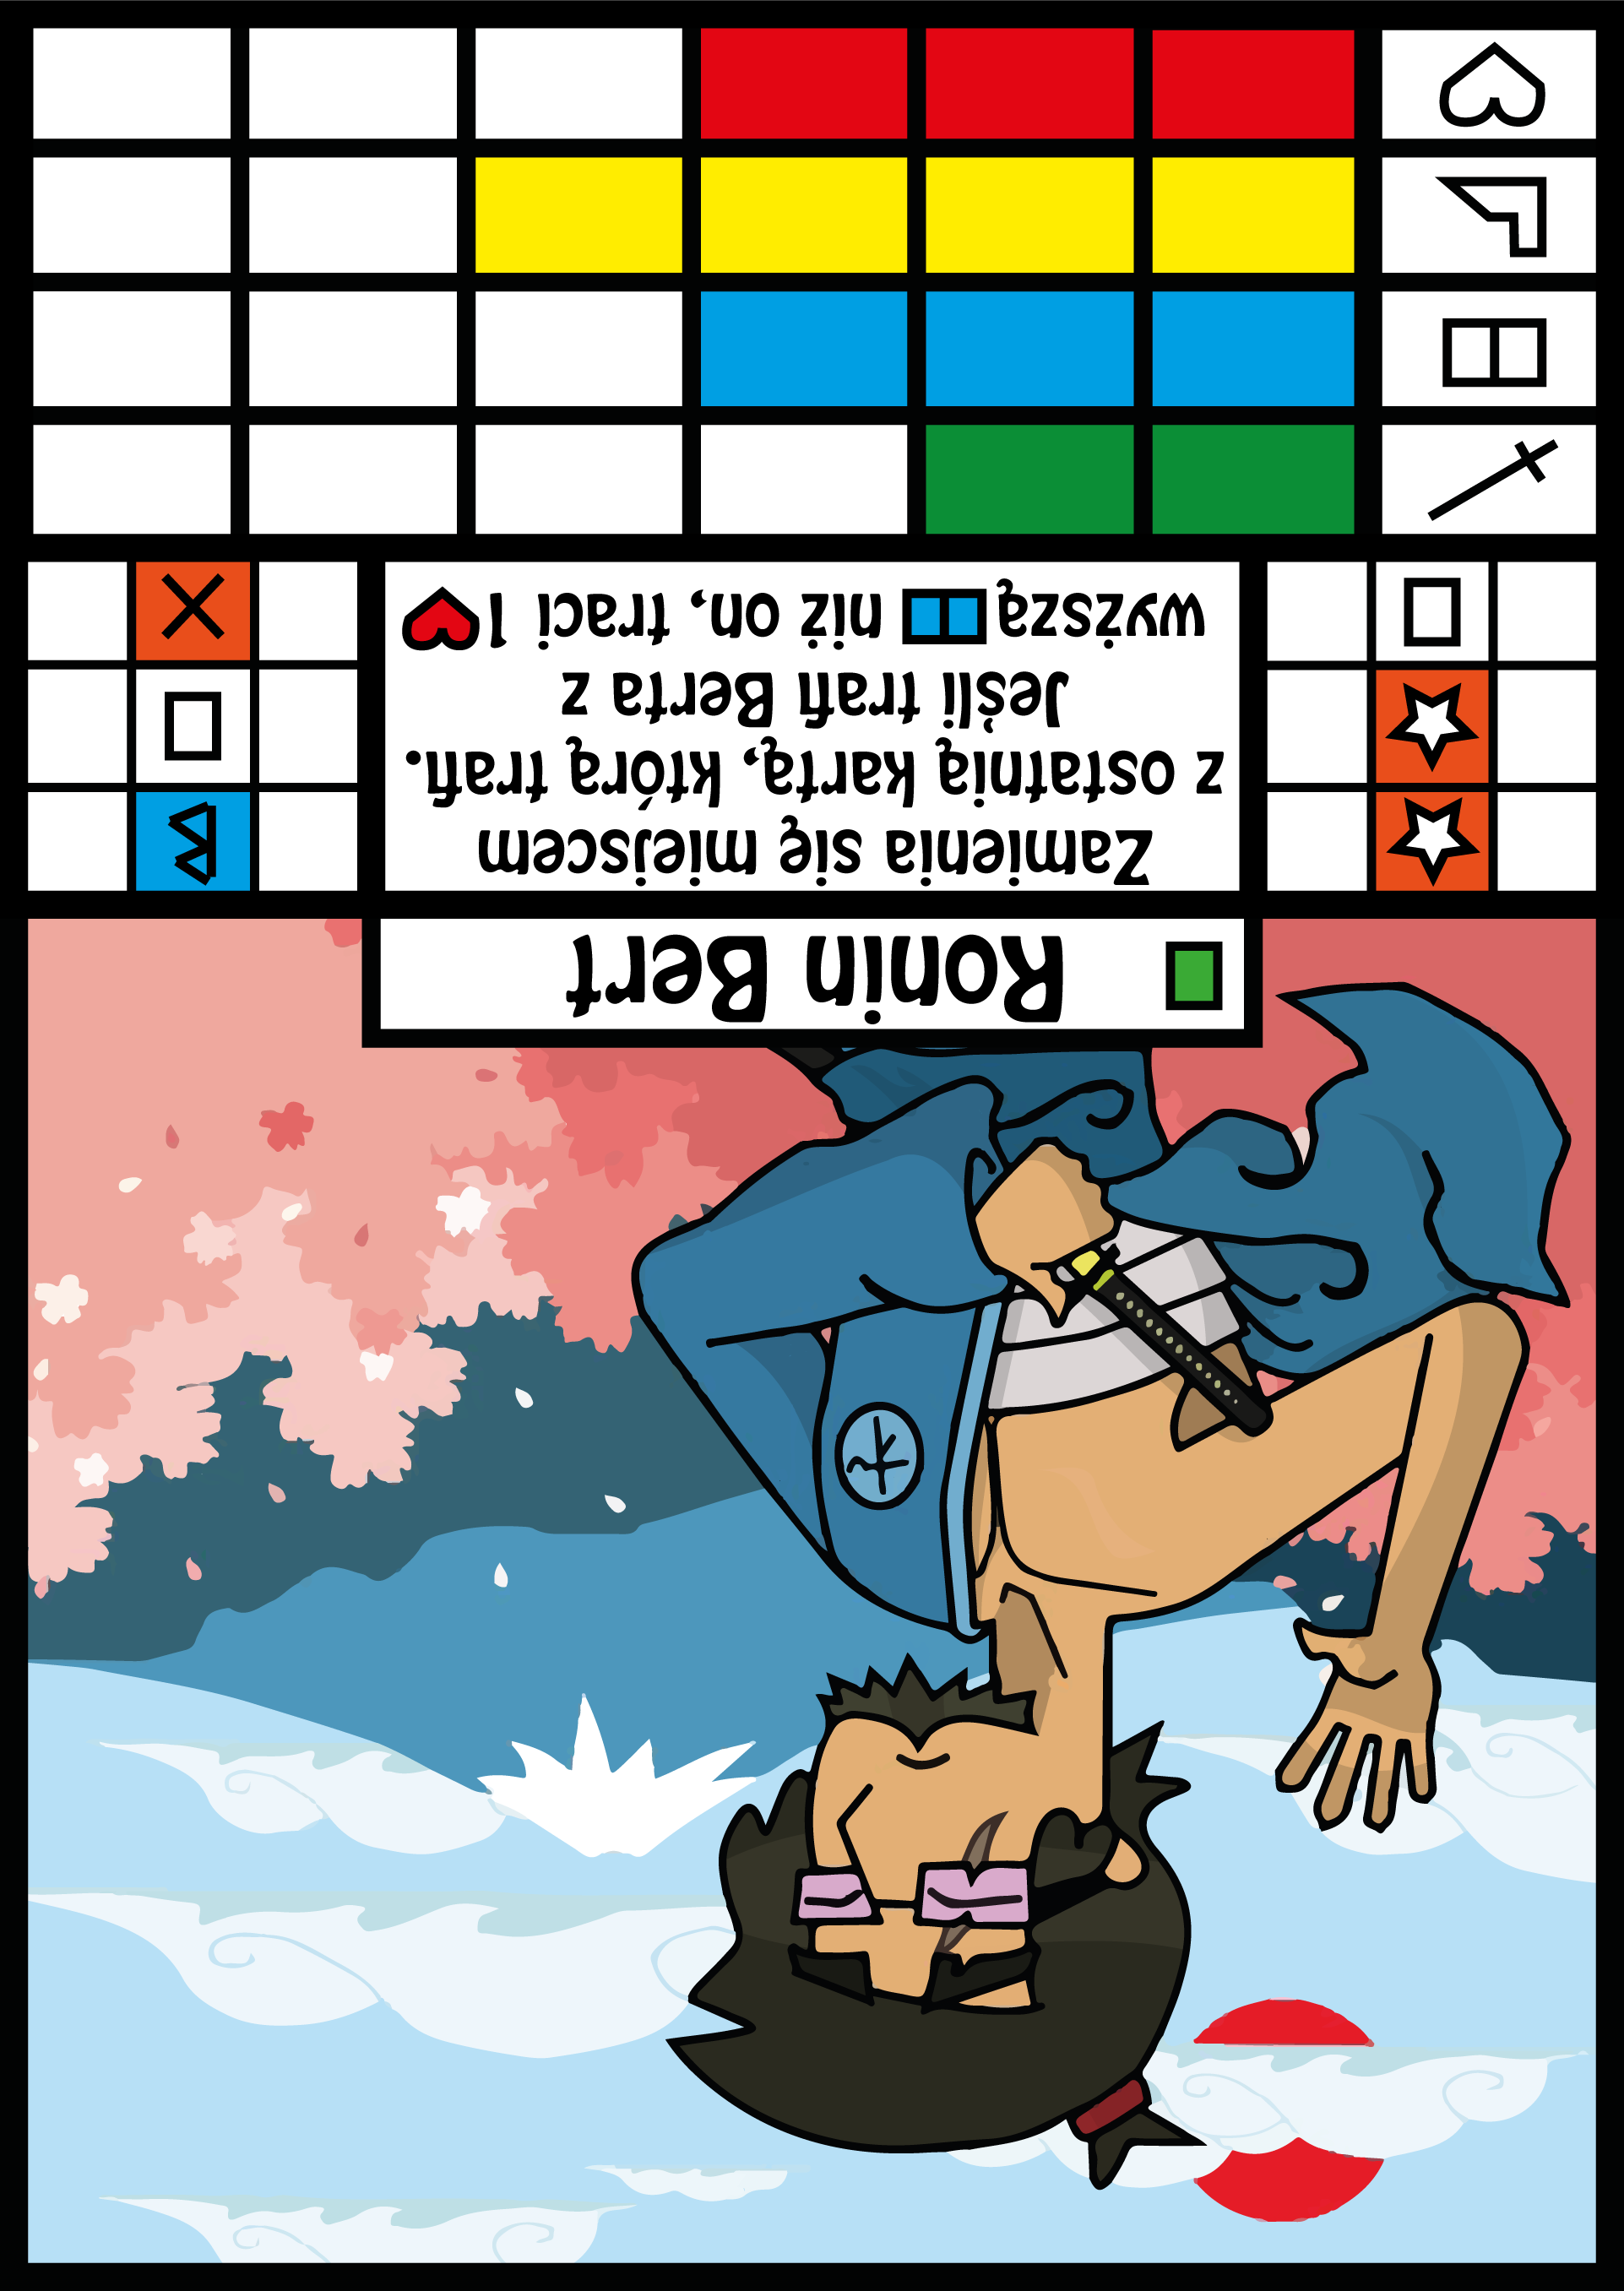 Ronin Bert
Zamienia się miejscem
z ostatnią kartą, którą trafi.
Jeśli trafi Berta z
wyższą niż on, traci 1